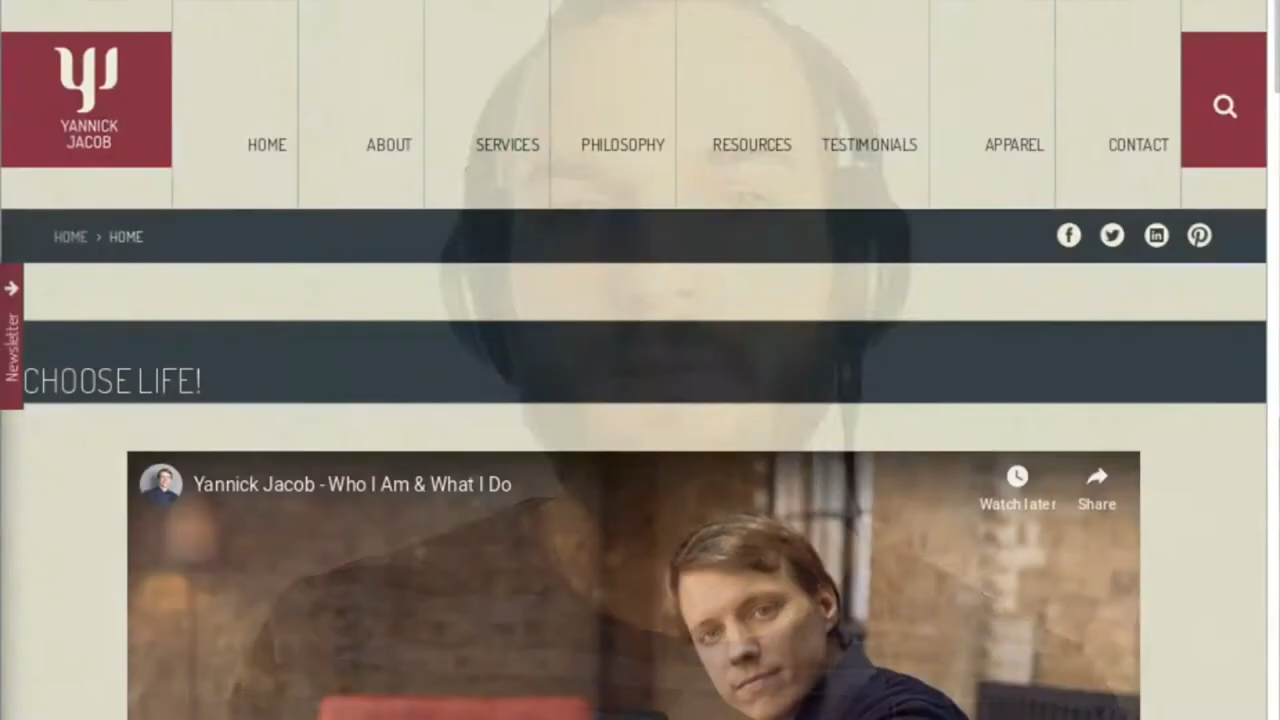 YANNICK
JACOB
HOME
ABOUT
SERVICES
PHILOSOPHY
RESOURCES
TESTIMONIALS
APPAREL
CONTACT
HOME > HOME
Newsletter
CHOOSE LIFE!
Yannick Jacob - Who I Am & What I Do
Watch later
Share